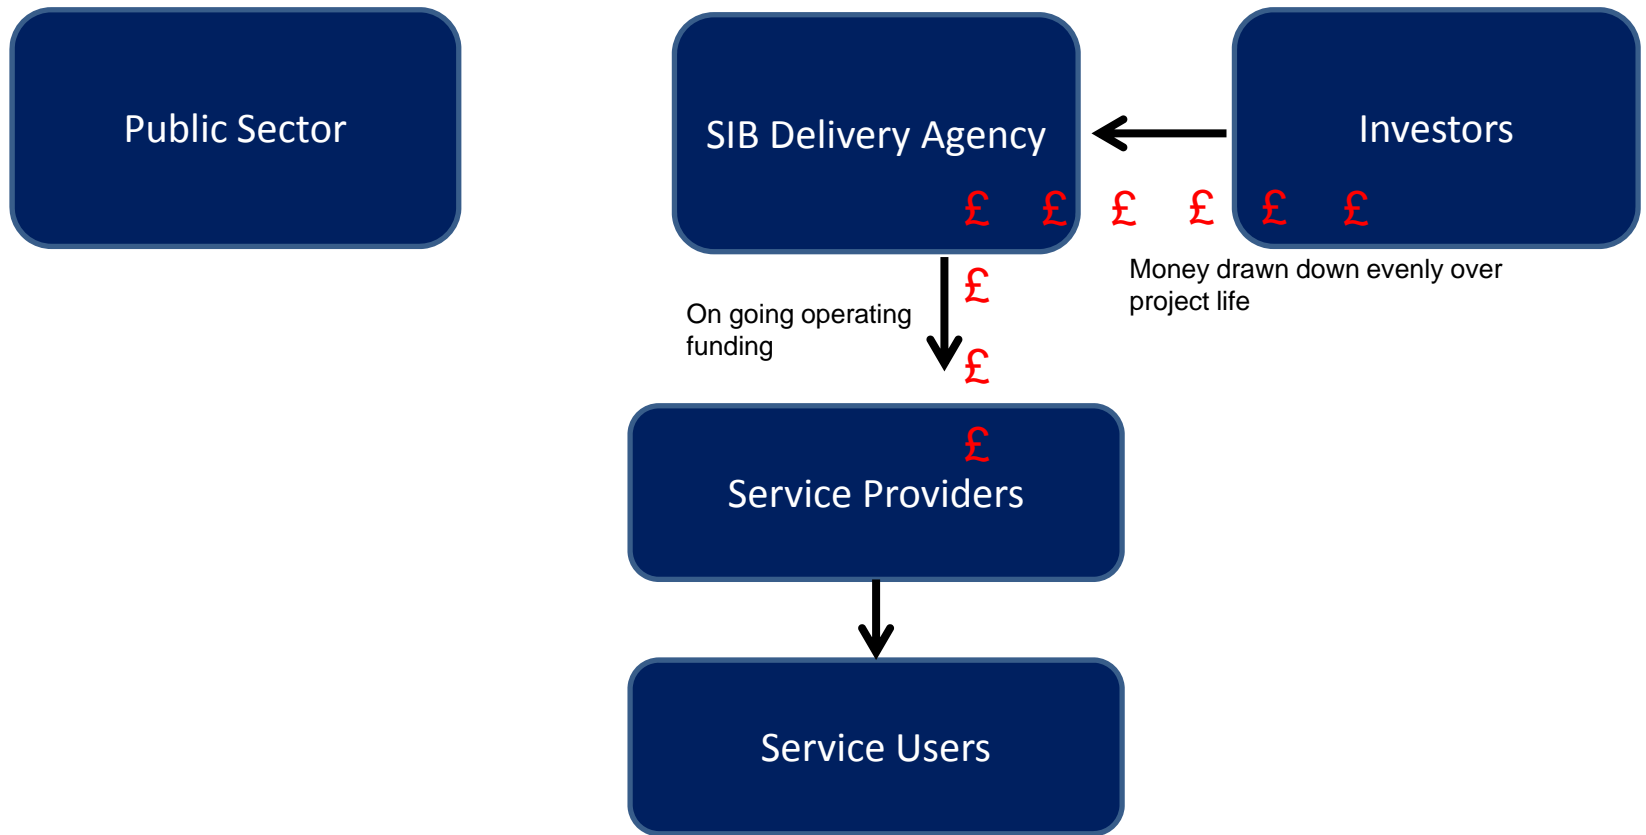 Public Sector
SIB Delivery Agency
Investors
£ £ £ £ £ £
Money drawn down evenly over
project life
£
On going operating
funding
£
£
Service Providers
Service Users